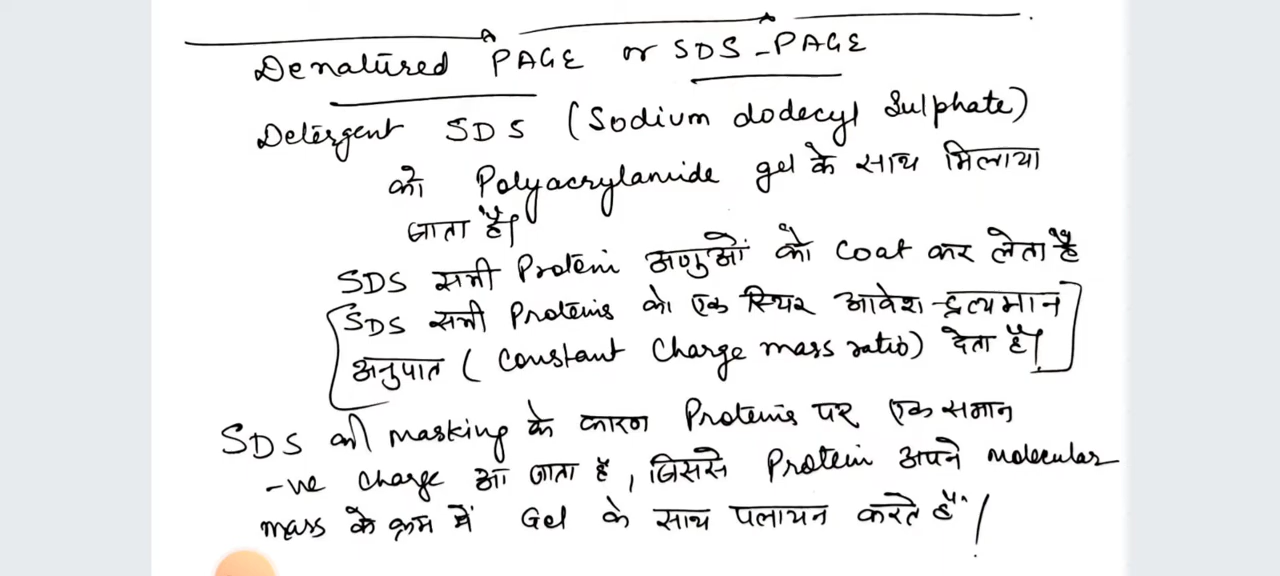 Denatured PAGE or SDS-PAGE
Detergent SDS (Sodium dodecyl Sulphate)
को Polyacrylamide gel के साथ मिलाया
जाता है।
SDS सभी Protein अणुओं को Coat कर लेता है
SDS सभी Proteins को एक स्थिर आवेश-द्रव्यमान
अनुपात (Constant Charge mass ratio) देता है।
SDS की masking के कारण Proteins पर एक समान
-ve Charge आ जाता है, जिससे Protein अपने molecular
mass के क्रम में Gel के साथ पलायन करते हैं।